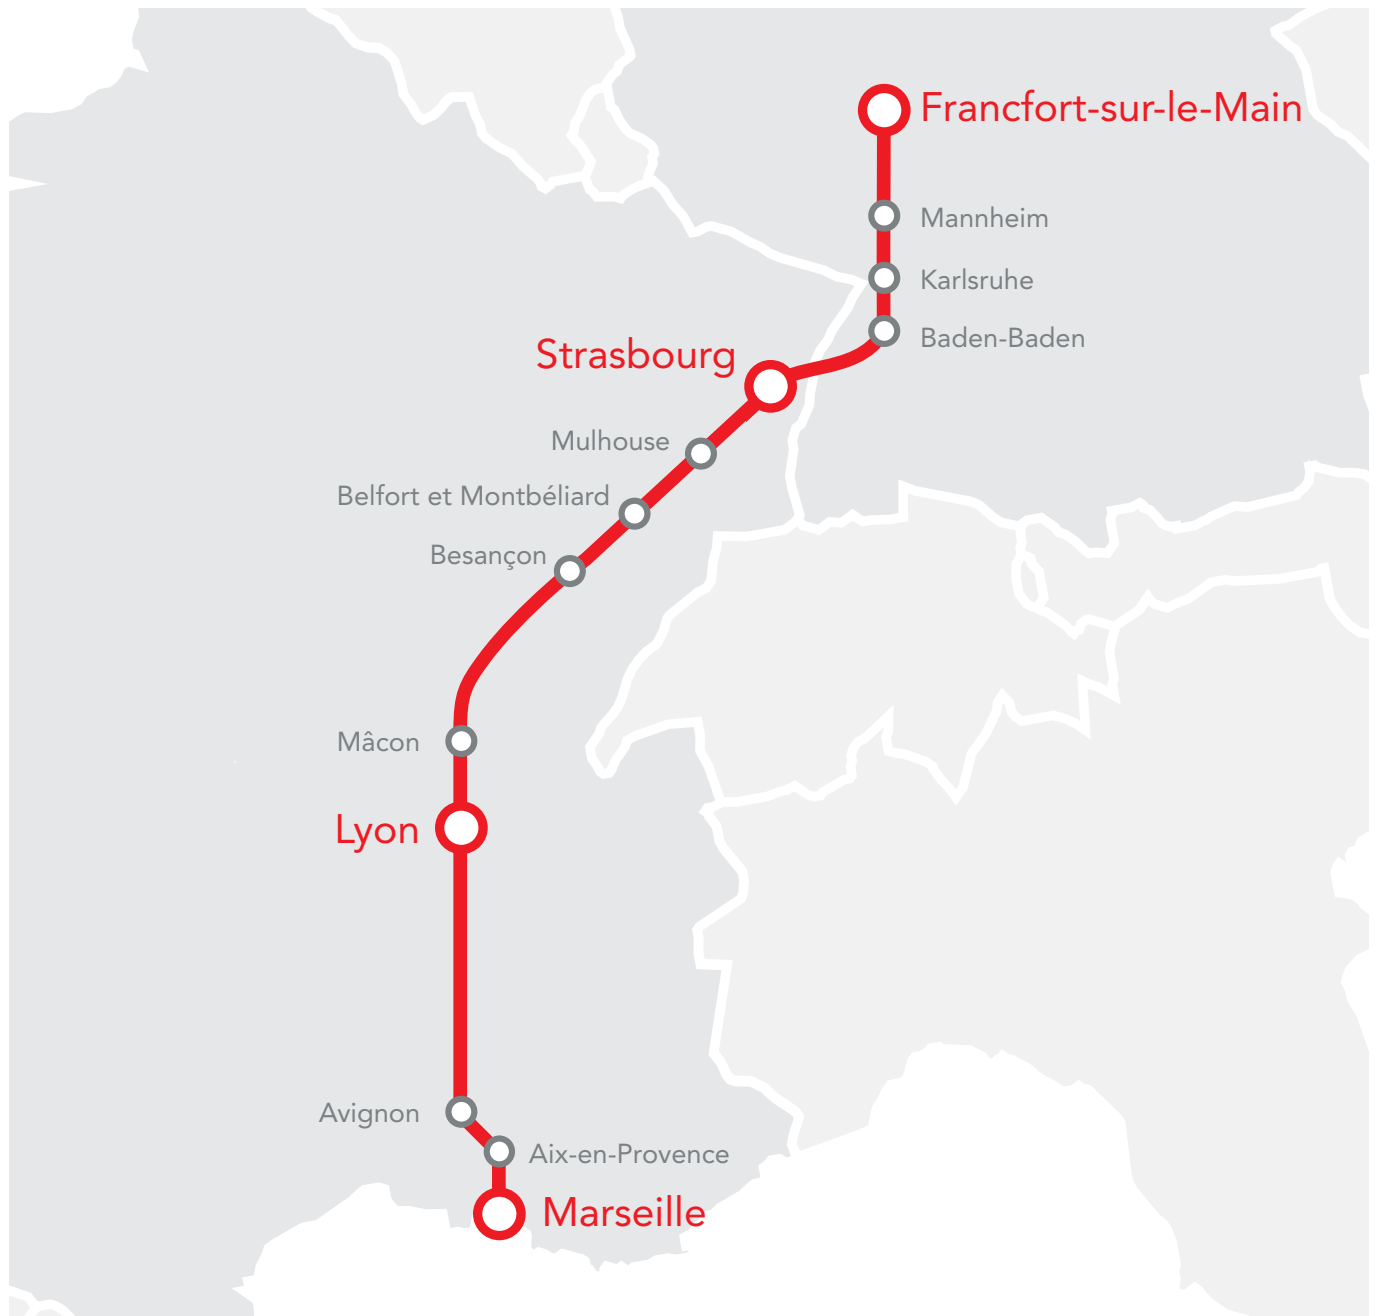 Francfort-sur-le-Main
Mannheim
Karlsruhe
Baden-Baden
Strasbourg
Mulhouse
Belfort et Montbéliard
Besançon
Mâcon
Lyon
Avignon
Aix-en-Provence
Marseille